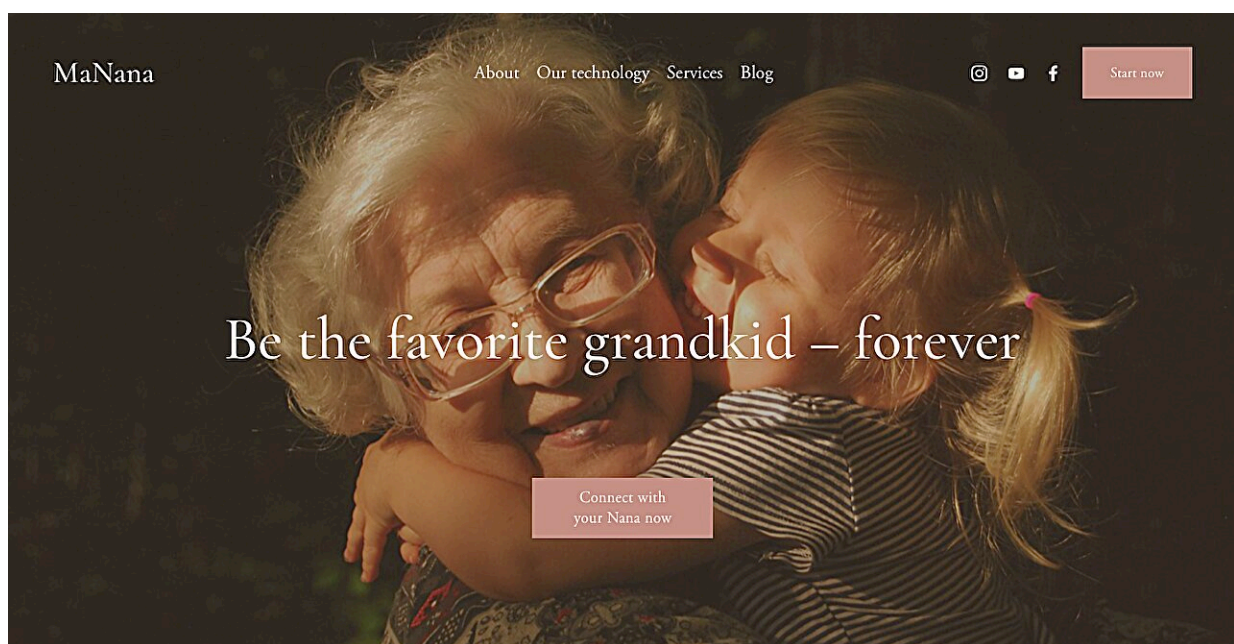 MaNana
About Our technology Services Blog
Start now
Be the favorite grandkid – forever
Connect with
your Nana now